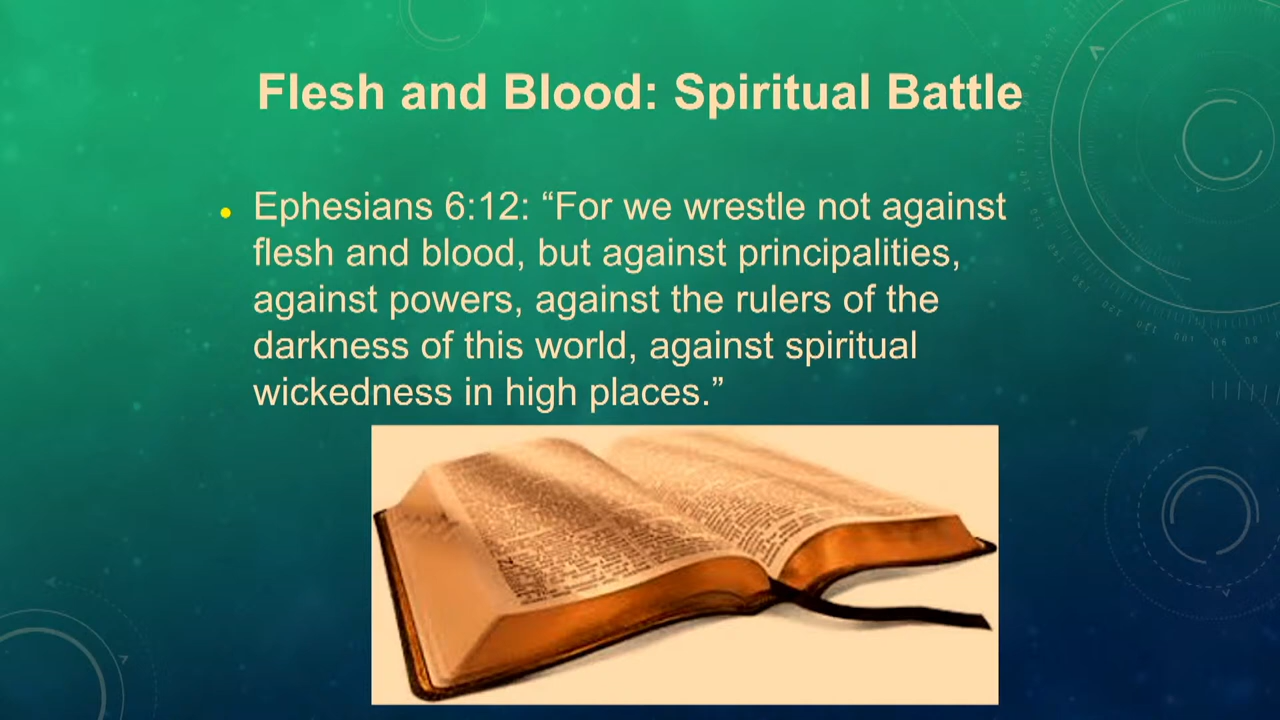 Flesh and Blood: Spiritual Battle
• Ephesians 6:12: “For we wrestle not against
flesh and blood, but against principalities,
against powers, against the rulers of the
darkness of this world, against spiritual
wickedness in high places.”